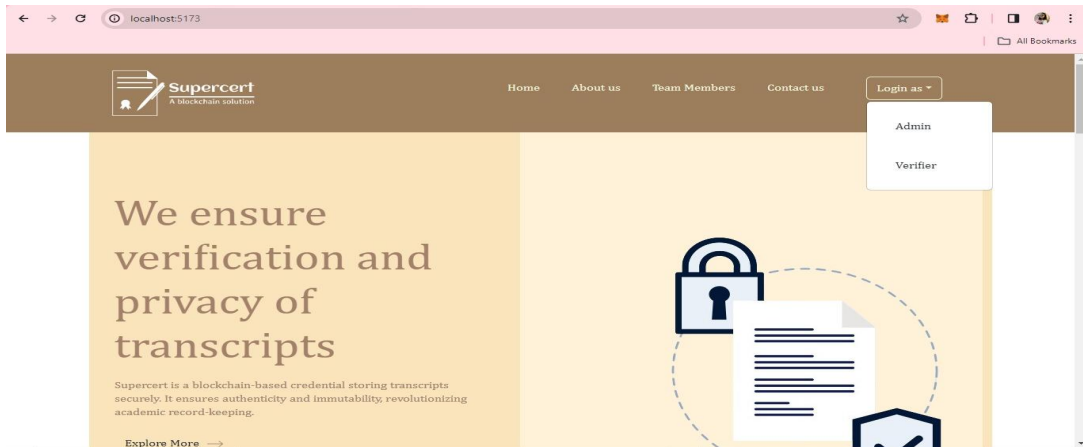 localhost:5173
All Bookmarks
Supercert
A blockchain solution
Home About us Team Members Contact us Login as
Admin
Verifier
We ensure
verification and
privacy of
transcripts
Supercert is a blockchain-based credential storing transcripts
securely. It ensures authenticity and immutability, revolutionizing
academic record-keeping.
Explore More →